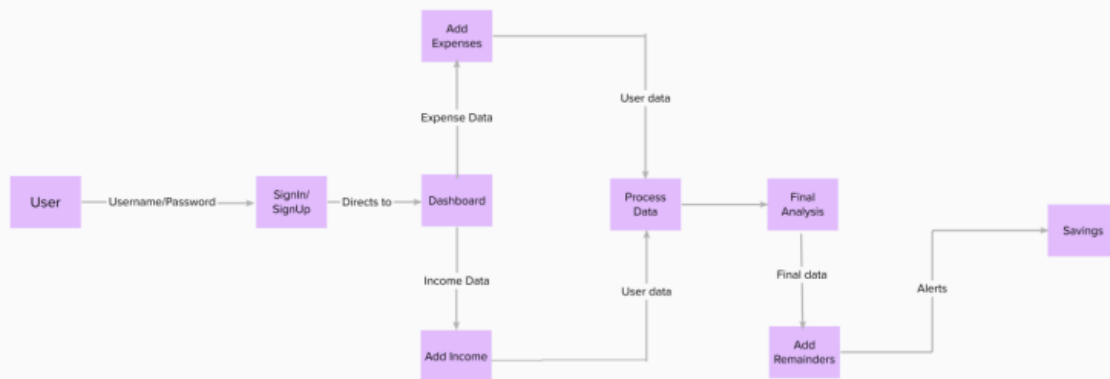 Add
Expenses
User data
Expense Data
User
Username/Password
SignIn/
SignUp
Directs to
Dashboard
Process
Data
Final
Analysis
Savings
Income Data
User data
Final data
Alerts
Add Income
Add
Remainders